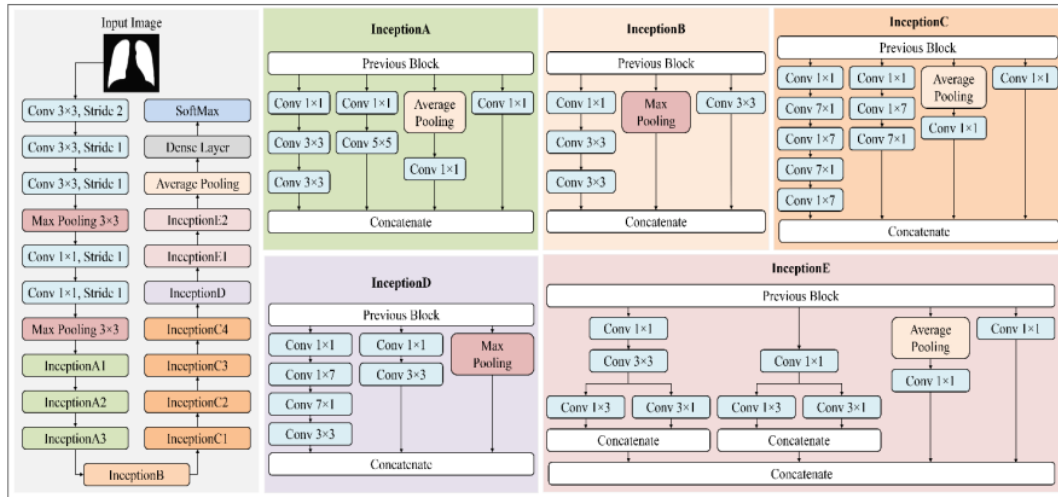 Input Image
Conv 3×3, Stride 2
Conv 3×3, Stride 1
Conv 3×3, Stride 1
Max Pooling 3×3
Conv 1×1, Stride 1
Conv 1×1, Stride 1
Max Pooling 3×3
InceptionA1
InceptionA2
InceptionA3
InceptionB
SoftMax
Dense Layer
Average Pooling
InceptionE2
InceptionE1
InceptionD
InceptionC4
InceptionC3
InceptionC2
InceptionC1
InceptionA
Previous Block
Conv 1×1
Conv 3×3
Conv 3×3
Conv 1×1
Conv 5×5
Average
Pooling
Conv 1×1
Conv 1×1
Concatenate
InceptionB
Previous Block
Conv 1×1
Conv 3×3
Conv 3×3
Max
Pooling
Conv 3×3
Concatenate
InceptionC
Previous Block
Conv 1×1
Conv 7×1
Conv 1×7
Conv 7×1
Conv 1×7
Conv 1×1
Conv 1×7
Conv 7×1
Average
Pooling
Conv 1×1
Conv 1×1
Concatenate
InceptionD
Previous Block
Conv 1×1
Conv 1×7
Conv 7×1
Conv 3×3
Conv 1×1
Conv 3×3
Max
Pooling
Concatenate
InceptionE
Previous Block
Conv 1×1
Conv 3×3
Conv 1×3
Conv 3×1
Concatenate
Conv 1×1
Conv 1×3
Conv 3×1
Concatenate
Average
Pooling
Conv 1×1
Conv 1×1
Concatenate